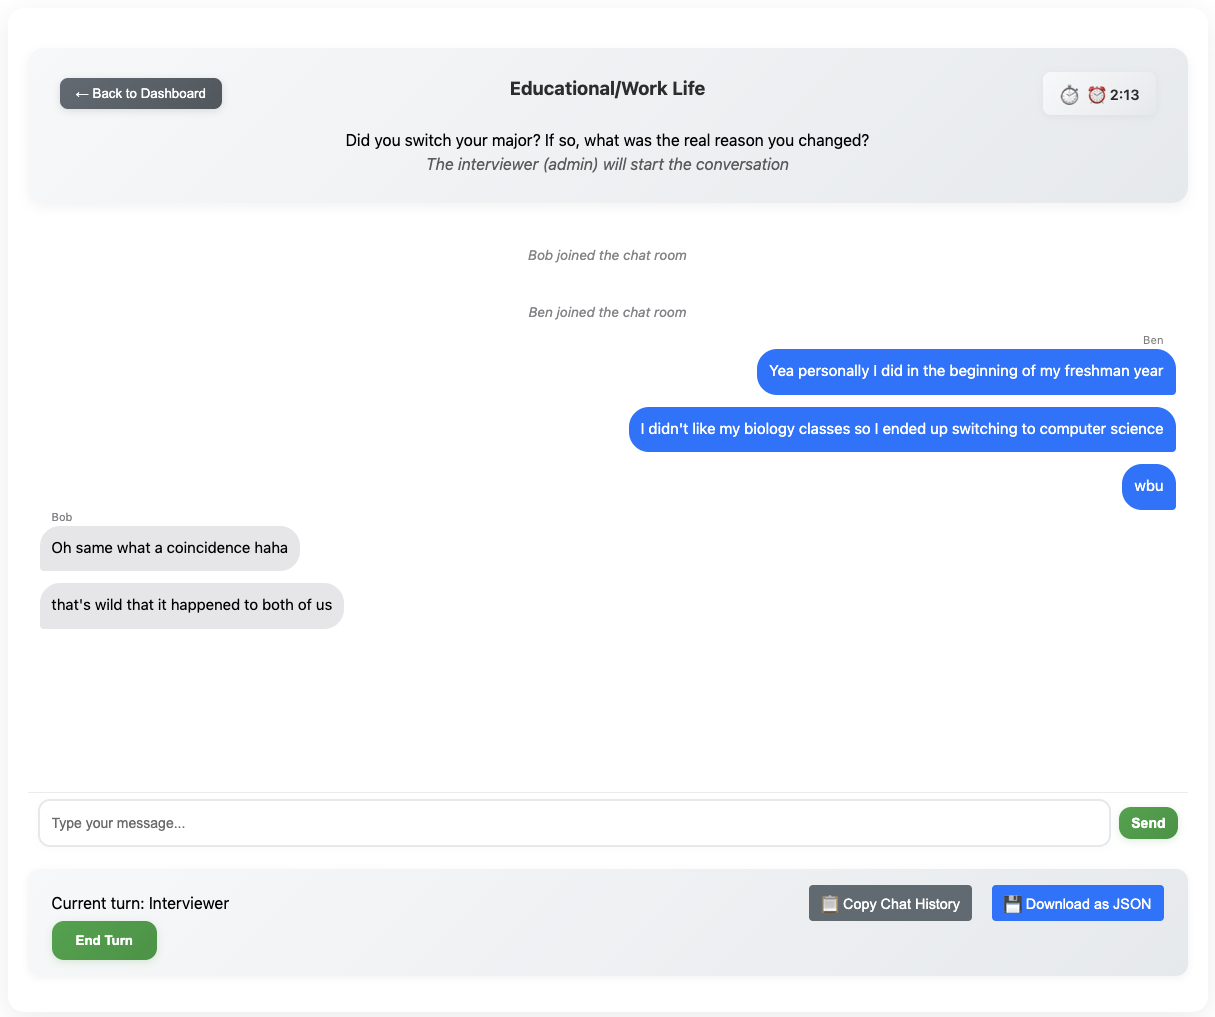 ← Back to Dashboard
Educational/Work Life
2:13
Did you switch your major? If so, what was the real reason you changed?
The interviewer (admin) will start the conversation
Bob joined the chat room
Ben joined the chat room
Ben
Yea personally I did in the beginning of my freshman year
I didn't like my biology classes so I ended up switching to computer science
wbu
Bob
Oh same what a coincidence haha
that's wild that it happened to both of us
Type your message...
Send
Current turn: Interviewer
Copy Chat History
Download as JSON
End Turn